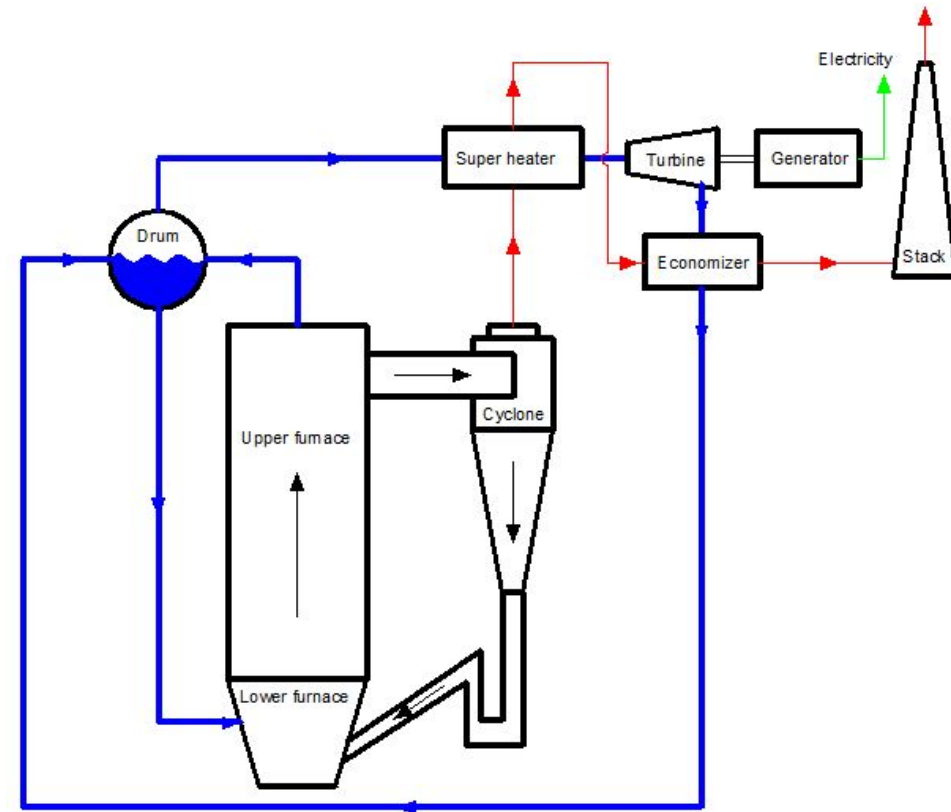 Electricity
Super heater
Turbine
Generator
Drum
Economizer
Stack
Cyclone
Upper furnace
Lower furnace